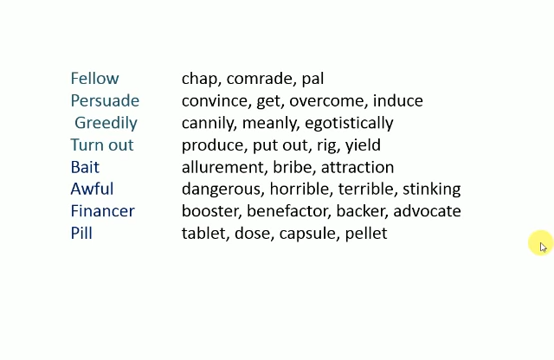 Fellow chap, comrade, pal
Persuade convince, get, overcome, induce
Greedily cannily, meanly, egotistically
Turn out produce, put out, rig, yield
Bait allurement, bribe, attraction
Awful dangerous, horrible, terrible, stinking
Financer booster, benefactor, backer, advocate
Pill tablet, dose, capsule, pellet